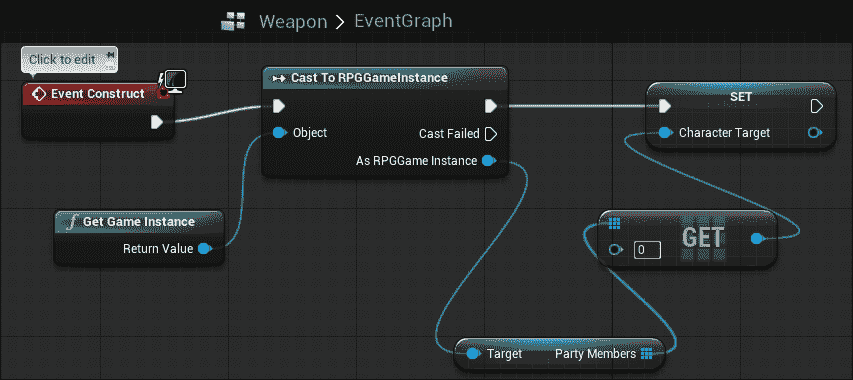 Weapon > EventGraph
Click to edit
Event Construct
Cast To RPGGameInstance
Object
Cast Failed
As RPGGame Instance
SET
Character Target
f Get Game Instance
Return Value
GET
0
Target
Party Members